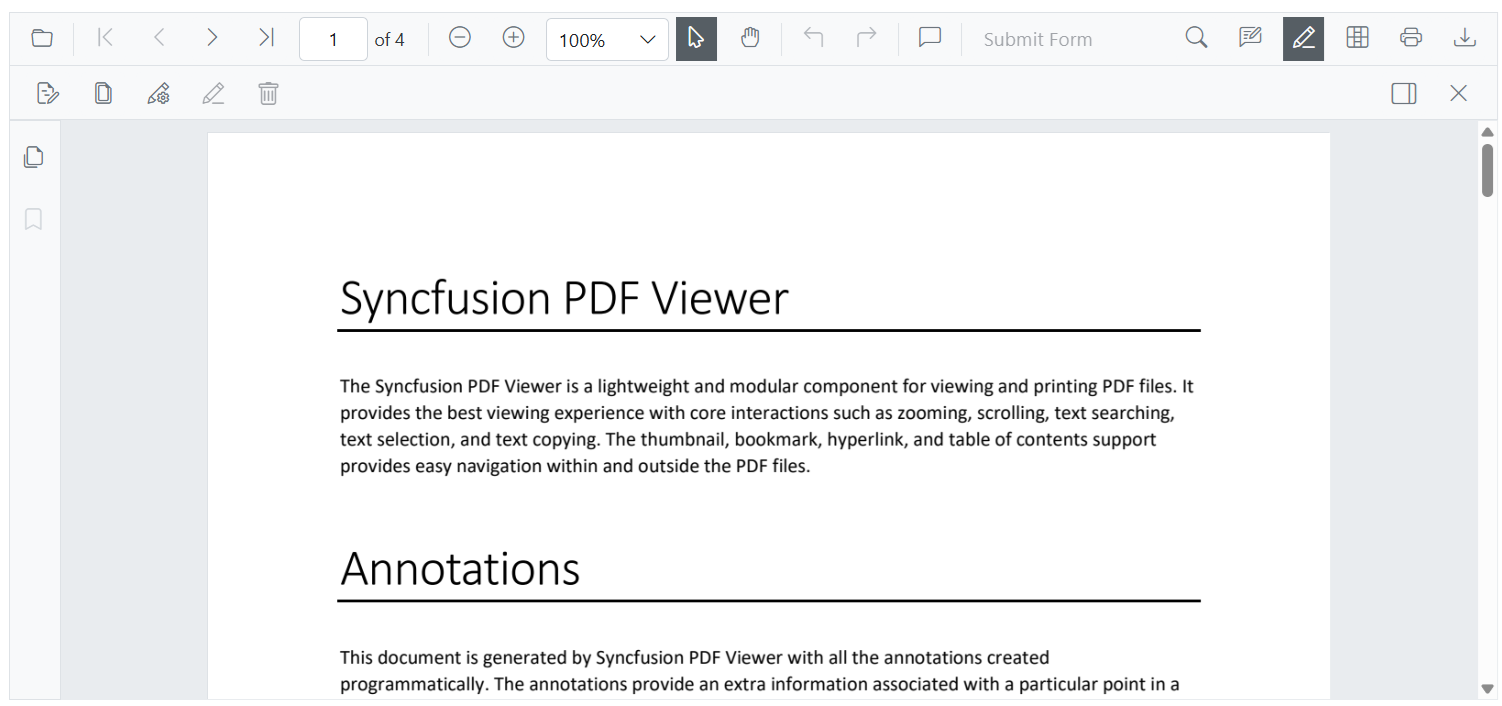 1 of 4 100% Submit Form
Syncfusion PDF Viewer
The Syncfusion PDF Viewer is a lightweight and modular component for viewing and printing PDF files. It
provides the best viewing experience with core interactions such as zooming, scrolling, text searching,
text selection, and text copying. The thumbnail, bookmark, hyperlink, and table of contents support
provides easy navigation within and outside the PDF files.
Annotations
This document is generated by Syncfusion PDF Viewer with all the annotations created
programmatically. The annotations provide an extra information associated with a particular point in a